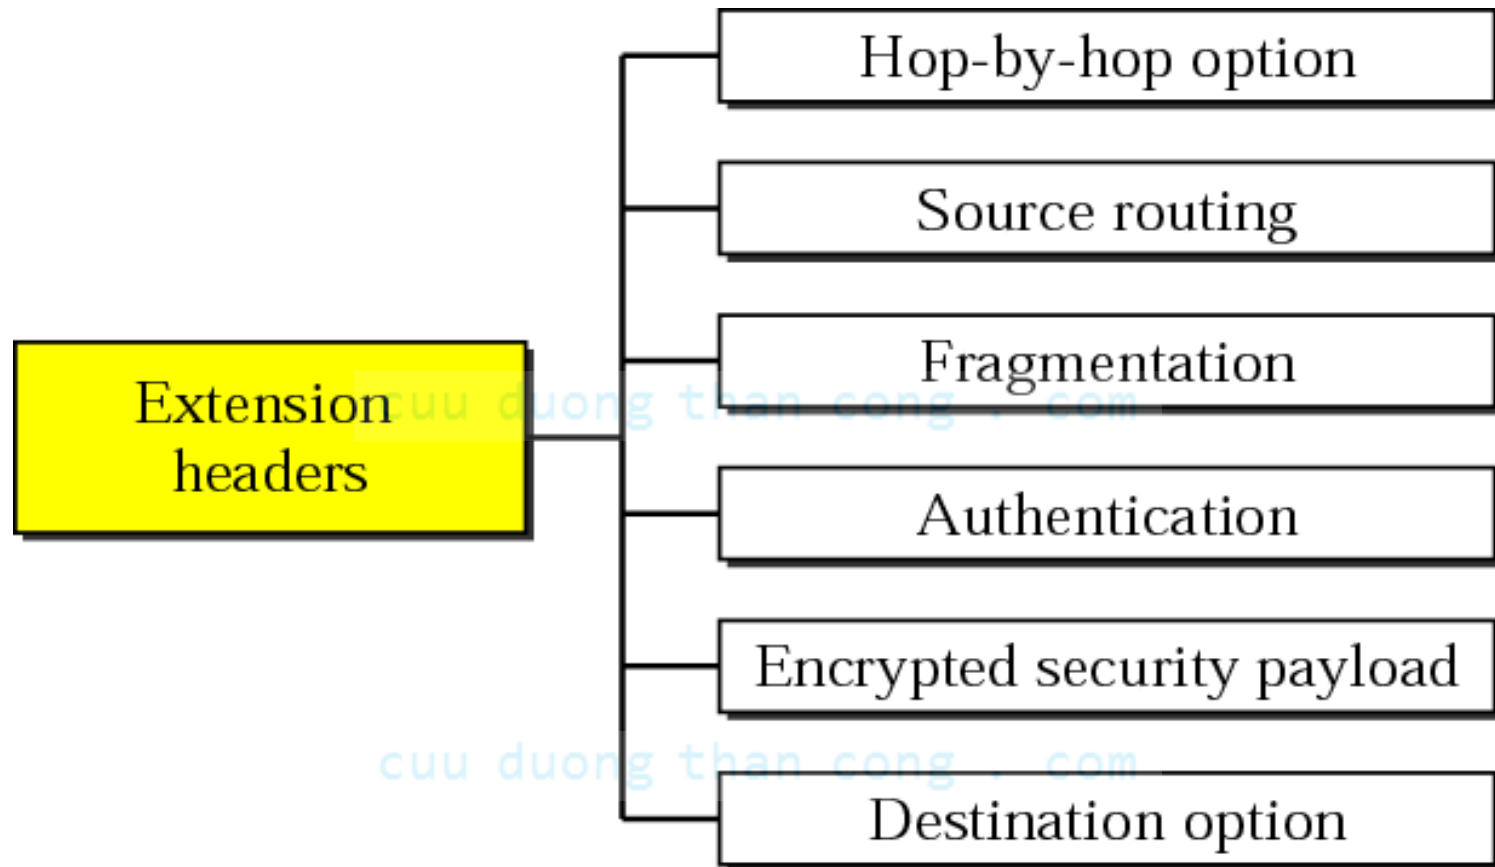 Hop-by-hop option
Source routing
Fragmentation
Extension
headers
cuu duong than cong . com
Authentication
Encrypted security payload
cuu duong than cong . com
Destination option